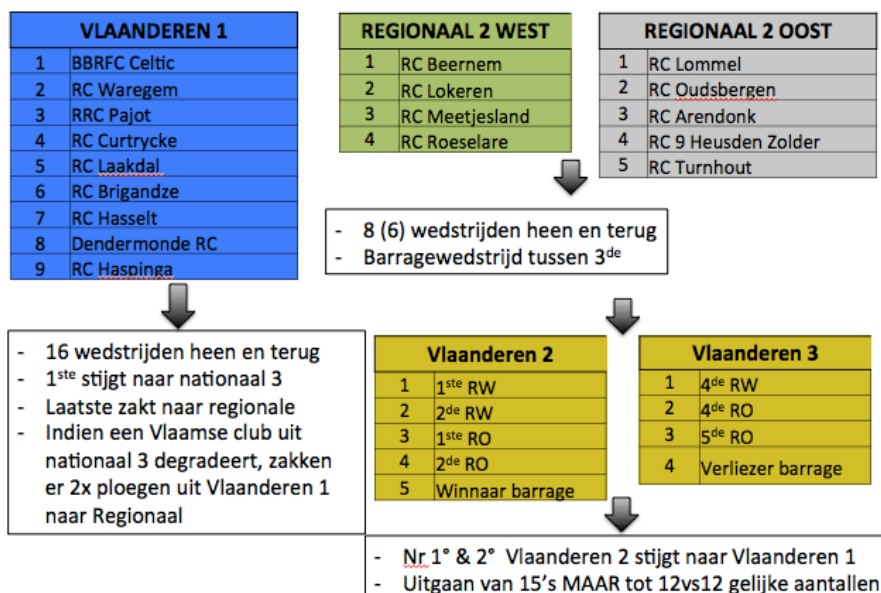 VLAANDEREN 1
1 BBRFC Celtic
2 RC Waregem
3 RRC Pajot
4 RC Curtrycke
5 RC Laakdal
6 RC Brigandze
7 RC Hasselt
8 Dendermonde RC
9 RC Haspinga
REGIONAAL 2 WEST
1 RC Beernem
2 RC Lokeren
3 RC Meetjesland
4 RC Roeselare
REGIONAAL 2 OOST
1 RC Lommel
2 RC Oudsbergen
3 RC Arendonk
4 RC 9 Heusden Zolder
5 RC Turnhout
- 8 (6) wedstrijden heen en terug
- Barragewedstrijd tussen 3de
- 16 wedstrijden heen en terug
- 1ste stijgt naar nationaal 3
- Laatste zakt naar regionale
- Indien een Vlaamse club uit
nationaal 3 degradeert, zakken
er 2x ploegen uit Vlaanderen 1
naar Regionaal
Vlaanderen 2
1 1ste RW
2 2de RW
3 1ste RO
4 2de RO
5 Winnaar barrage
Vlaanderen 3
1 4de RW
2 4de RO
3 5de RO
4 Verliezer barrage
- Nr 1° & 2° Vlaanderen 2 stijgt naar Vlaanderen 1
- Uitgaan van 15's MAAR tot 12vs12 gelijke aantallen